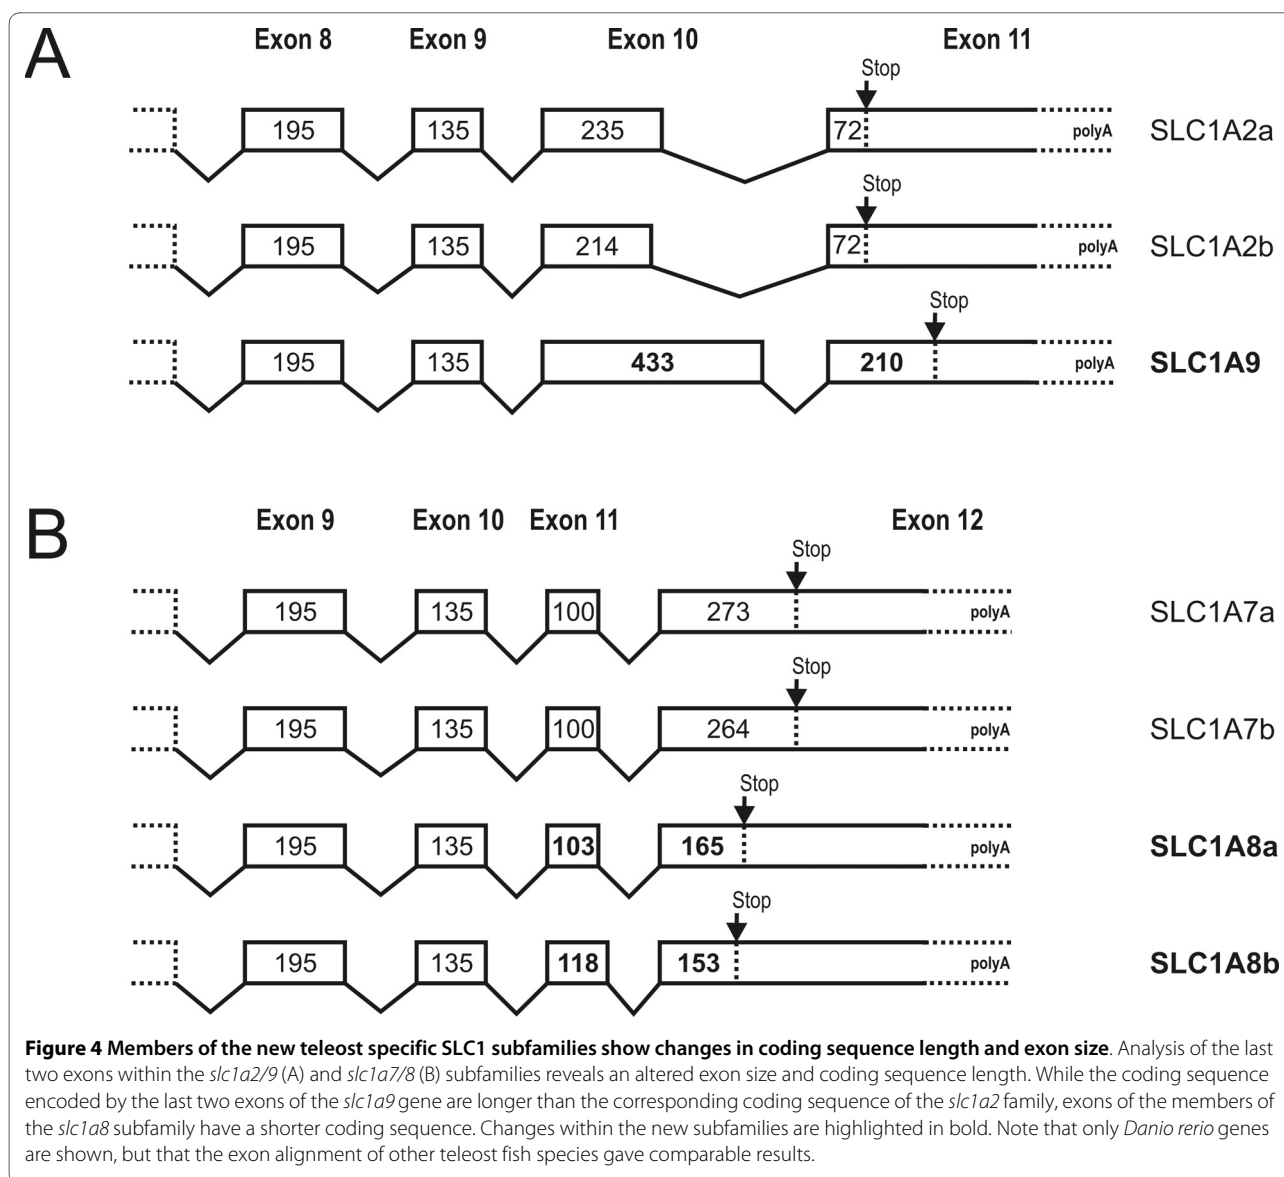 A
Exon 8 Exon 9 Exon 10 Exon 11
Stop
195 135 235 72 polyA SLC1A2a
Stop
195 135 214 72 polyA SLC1A2b
Stop
195 135 433 210 polyA SLC1A9
B
Exon 9 Exon 10 Exon 11 Exon 12
Stop
195 135 100 273 polyA SLC1A7a
Stop
195 135 100 264 polyA SLC1A7b
Stop
195 135 103 165 polyA SLC1A8a
Stop
195 135 118 153 polyA SLC1A8b
Figure 4 Members of the new teleost specific SLC1 subfamilies show changes in coding sequence length and exon size. Analysis of the last
two exons within the slc1a2/9 (A) and slc1a7/8 (B) subfamilies reveals an altered exon size and coding sequence length. While the coding sequence
encoded by the last two exons of the slc1a9 gene are longer than the corresponding coding sequence of the slc1a2 family, exons of the members of
the slc1a8 subfamily have a shorter coding sequence. Changes within the new subfamilies are highlighted in bold. Note that only Danio rerio genes
are shown, but that the exon alignment of other teleost fish species gave comparable results.